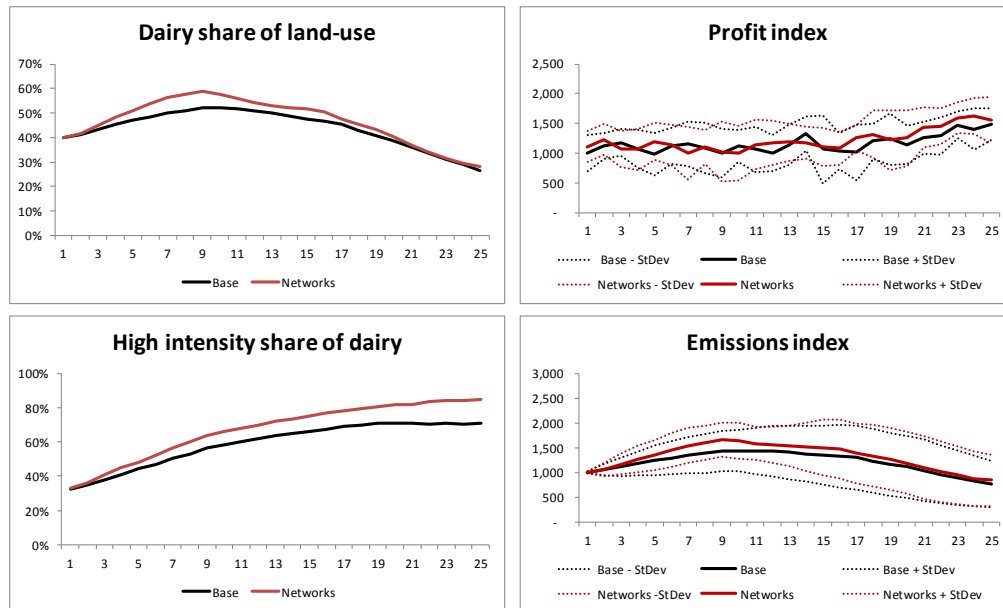 Dairy share of land-use
70%
60%
50%
40%
30%
20%
10%
0%
1 3 5 7 9 11 13 15 17 19 21 23 25
Base Networks
Profit index
2,500
2,000
1,500
1,000
500
-
1 3 5 7 9 11 13 15 17 19 21 23 25
Base - StDev Base Base + StDev
Networks - StDev Networks Networks + StDev
High intensity share of dairy
100%
80%
60%
40%
20%
0%
1 3 5 7 9 11 13 15 17 19 21 23 25
Base Networks
Emissions index
3,000
2,500
2,000
1,500
1,000
500
-
1 3 5 7 9 11 13 15 17 19 21 23 25
Base - StDev Base Base + StDev
Networks -StDev Networks Networks + StDev